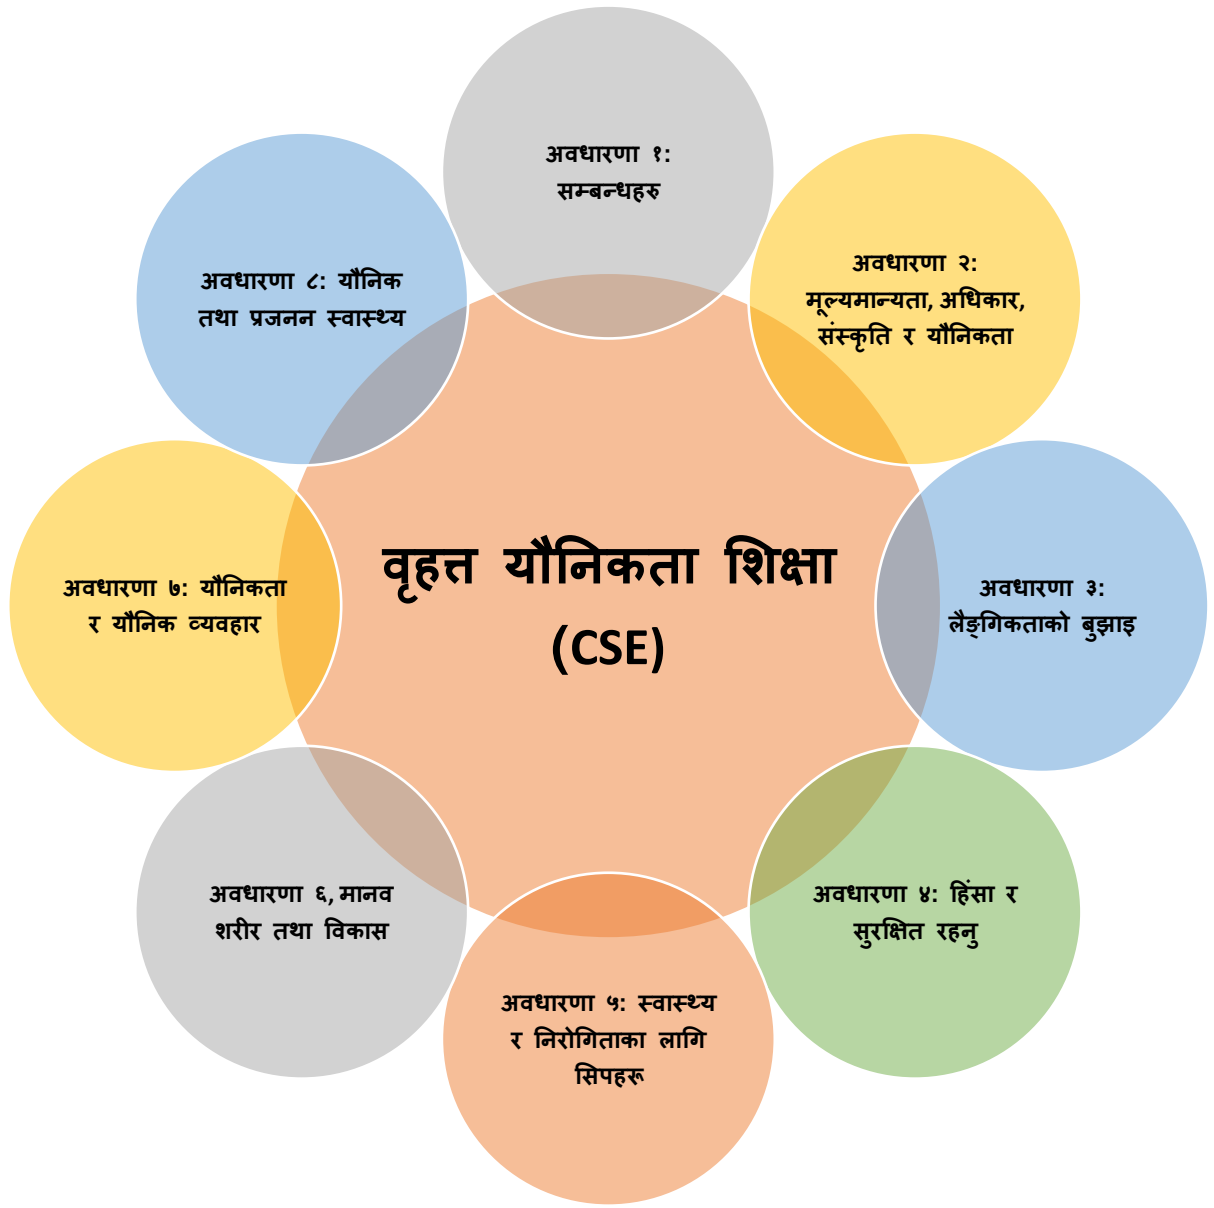 अवधारणा १:
सम्बन्धहरु
अवधारणा २:
मूल्यमान्यता, अधिकार,
संस्कृति र यौनिकता
अवधारणा ३:
लैङ्गिकताको बुझाइ
अवधारणा ४: हिंसा र
सुरक्षित रहनु
अवधारणा ५: स्वास्थ्य
र निरोगिताका लागि
सिपहरू
अवधारणा ६, मानव
शरीर तथा विकास
अवधारणा ७: यौनिकता
र यौनिक व्यवहार
अवधारणा ८: यौनिक
तथा प्रजनन स्वास्थ्य
वृहत्त यौनिकता शिक्षा
(CSE)